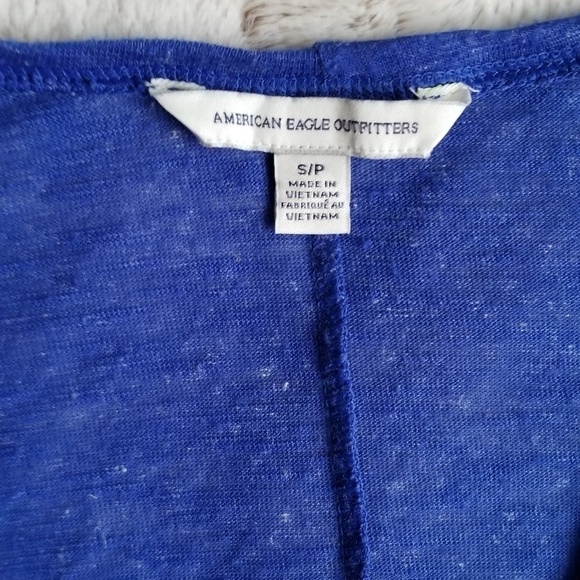 AMERICAN EAGLE OUTFITTERS
S/P
MADE IN
VIETNAM
FABRIQUÉ AU
VIETNAM